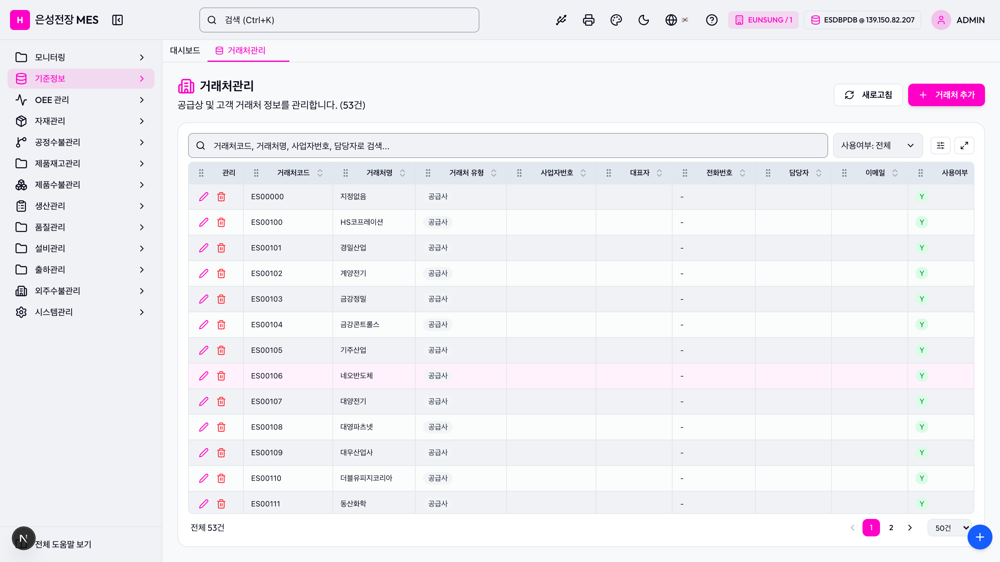 H 은성전장 MES
검색 (Ctrl+K)
EUNSUNG / 1
ESDBPDB @ 139.150.82.207
ADMIN
모니터링
기준정보
OEE 관리
자재관리
공정수불관리
제품재고관리
제품수불관리
생산관리
품질관리
설비관리
출하관리
외주수불관리
시스템관리
N
전체 도움말 보기
대시보드 거래처관리
거래처관리
공급상 및 고객 거래처 정보를 관리합니다. (53건)
새로고침
거래처 추가
거래처코드, 거래처명, 사업자번호, 담당자로 검색...
사용여부: 전체
관리 거래처코드 거래처명 거래처 유형 사업자번호 대표자 전화번호 담당자 이메일 사용여부
ES00000 지정없음 공급사 - Y
ES00100 HS코프레이션 공급사 - Y
ES00101 경일산업 공급사 - Y
ES00102 계양전기 공급사 - Y
ES00103 금강정밀 공급사 - Y
ES00104 금강콘트롤스 공급사 - Y
ES00105 기주산업 공급사 - Y
ES00106 네오반도체 공급사 - Y
ES00107 대양전기 공급사 - Y
ES00108 대영파츠넷 공급사 - Y
ES00109 대우산업사 공급사 - Y
ES00110 더블유피지코리아 공급사 - Y
ES00111 동산화학 공급사 - Y
전체 53건
1 2
50건